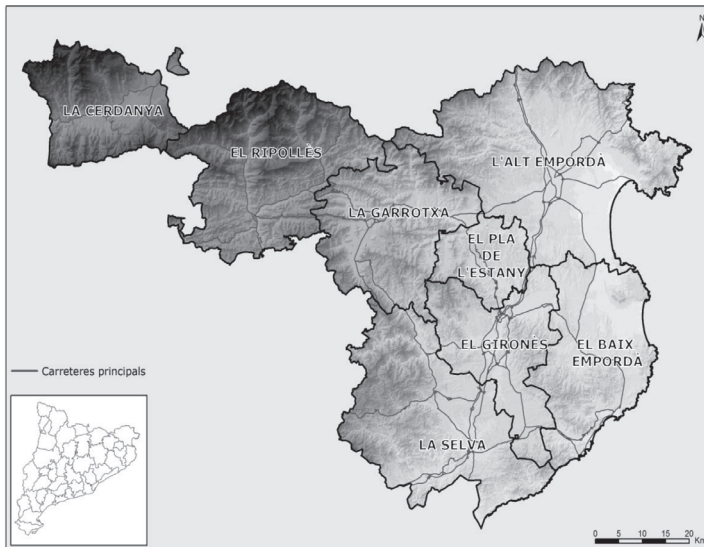 N
LA CERDANYA
EL RIPOLLÈS
L'ALT EMPORDÀ
LA GARROTXA
EL PLA
DE
L'ESTANY
EL GIRONÈS
EL BAIX
EMPORDÀ
Carreteres principals
LA SELVA
0 5 10 15 20
Km